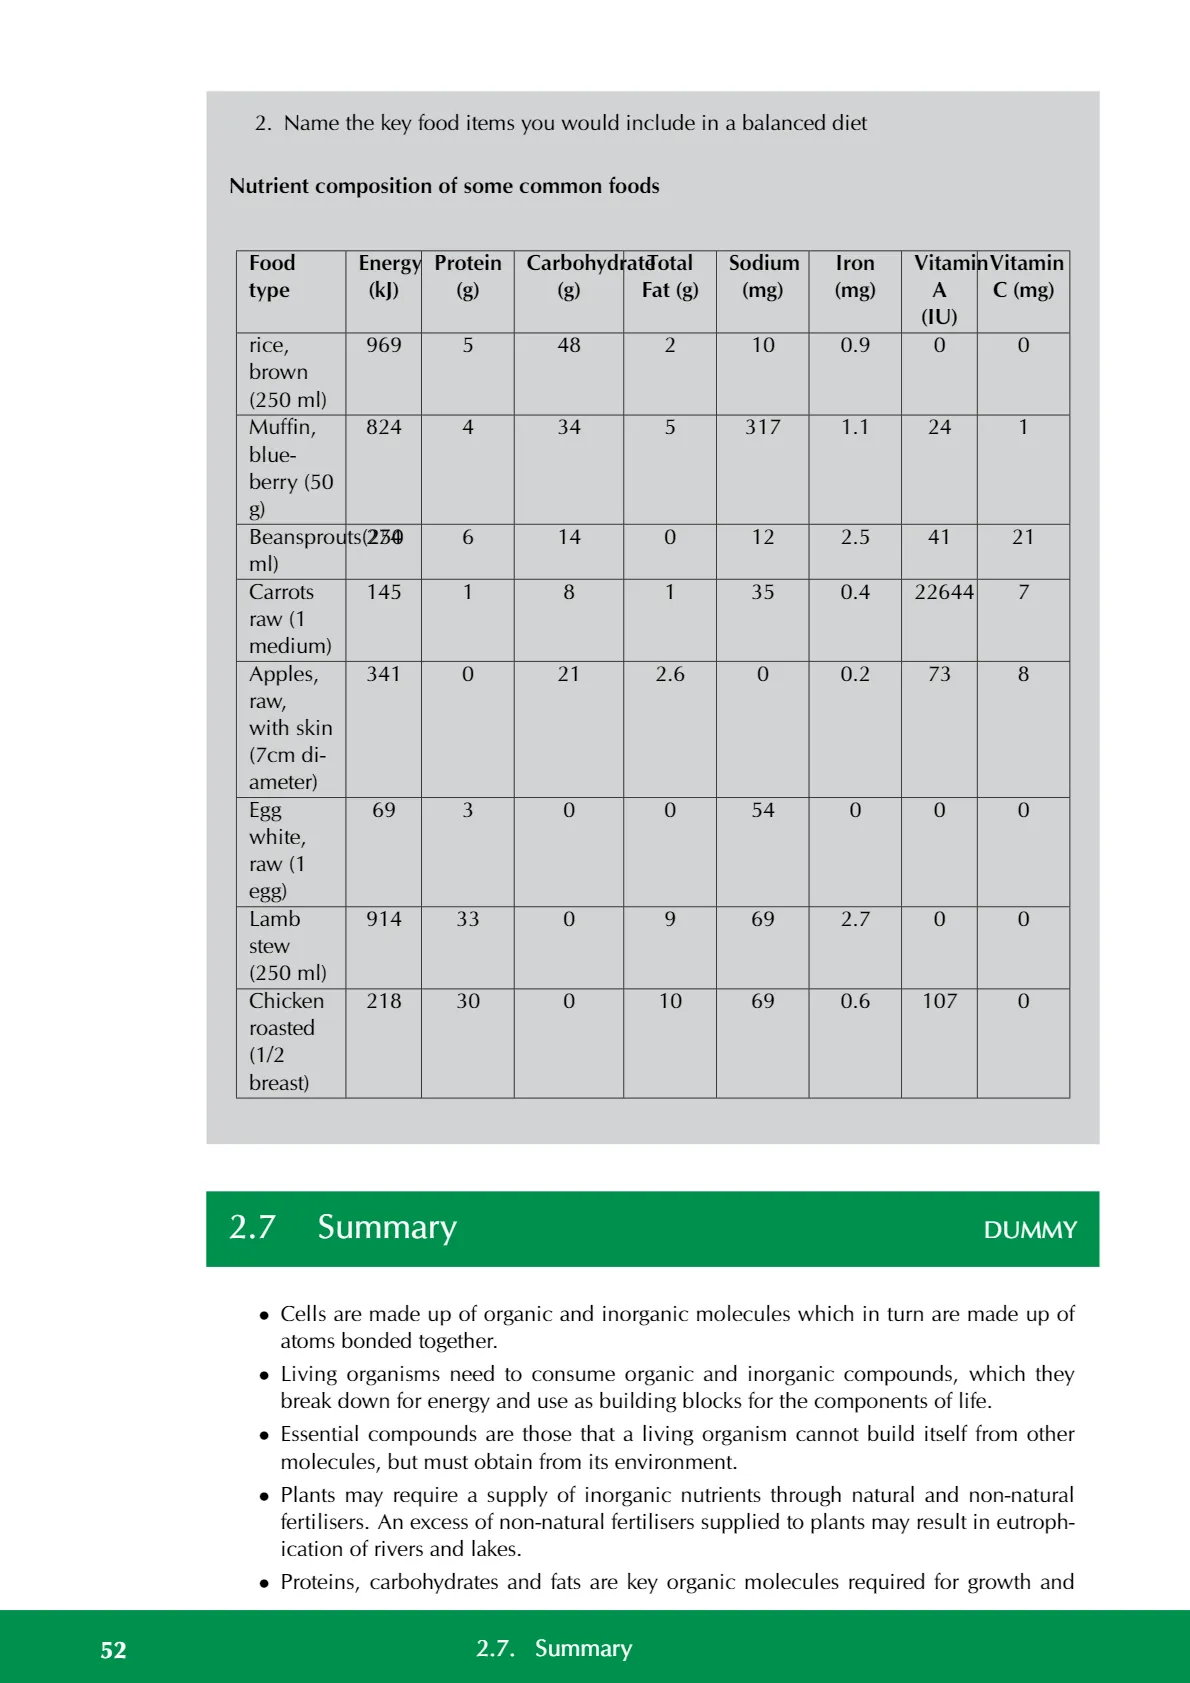 2. Name the key food items you would include in a balanced diet
Nutrient composition of some common foods
Food Energy Protein Carbohydrate Total Sodium Iron Vitamin Vitamin
type (kJ) (g) (g) Fat (g) (mg) (mg) A C (mg)
(IU)
rice, 969 5 48 2 10 0.9 0 0
brown
(250 ml)
Muffin, 824 4 34 5 317 1.1 24 1
blue-
berry (50
g)
Beansprouts 6 14 0 12 2.5 41 21
ml)
Carrots 145 1 8 1 35 0.4 22644 7
raw (1
medium)
Apples, 341 0 21 2.6 0 0.2 73 8
raw,
with skin
(7cm di-
ameter)
Egg 69 3 0 0 54 0 0 0
white,
raw (1
egg)
Lamb 914 33 0 9 69 2.7 0 0
stew
(250 ml)
Chicken 218 30 0 10 69 0.6 107 0
roasted
(1/2
breast)
2.7 Summary DUMMY
• Cells are made up of organic and inorganic molecules which in turn are made up of
atoms bonded together.
• Living organisms need to consume organic and inorganic compounds, which they
break down for energy and use as building blocks for the components of life.
• Essential compounds are those that a living organism cannot build itself from other
molecules, but must obtain from its environment.
• Plants may require a supply of inorganic nutrients through natural and non-natural
fertilisers. An excess of non-natural fertilisers supplied to plants may result in eutroph-
ication of rivers and lakes.
• Proteins, carbohydrates and fats are key organic molecules required for growth and
52 2.7. Summary